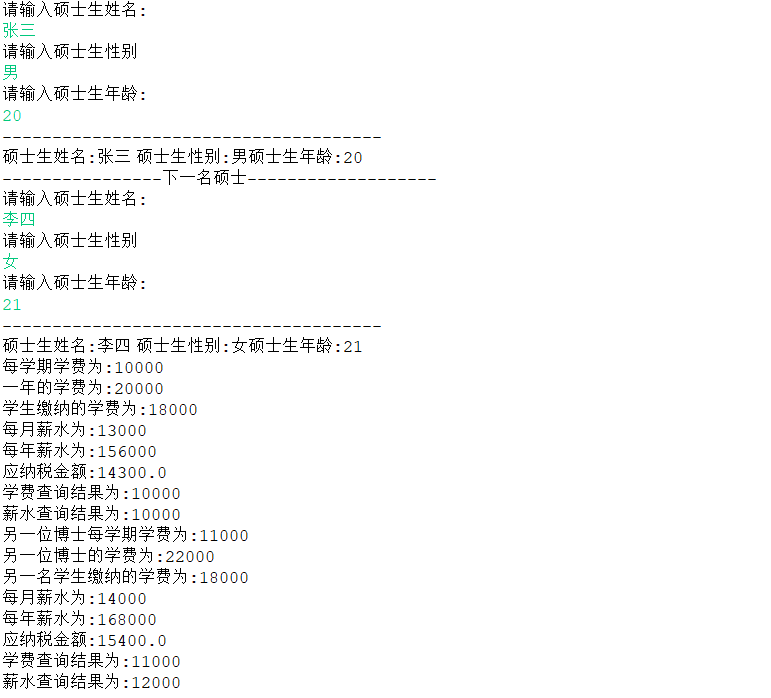 请输入硕士生姓名:
张三
请输入硕士生性别
男
请输入硕士生年龄:
20
--------------------------------------
硕士生姓名:张三 硕士生性别:男硕士生年龄:20
----------------下一名硕士-------------------
请输入硕士生姓名:
李四
请输入硕士生性别
女
请输入硕士生年龄:
21
--------------------------------------
硕士生姓名:李四 硕士生性别:女硕士生年龄:21
每学期学费为:10000
一年的学费为:20000
学生缴纳的学费为:18000
每月薪水为:13000
每年薪水为:156000
应纳税金额:14300.0
学费查询结果为:10000
薪水查询结果为:10000
另一位博士每学期学费为:11000
另一位博士的学费为:22000
另一名学生缴纳的学费为:18000
每月薪水为:14000
每年薪水为:168000
应纳税金额:15400.0
学费查询结果为:11000
薪水查询结果为:12000